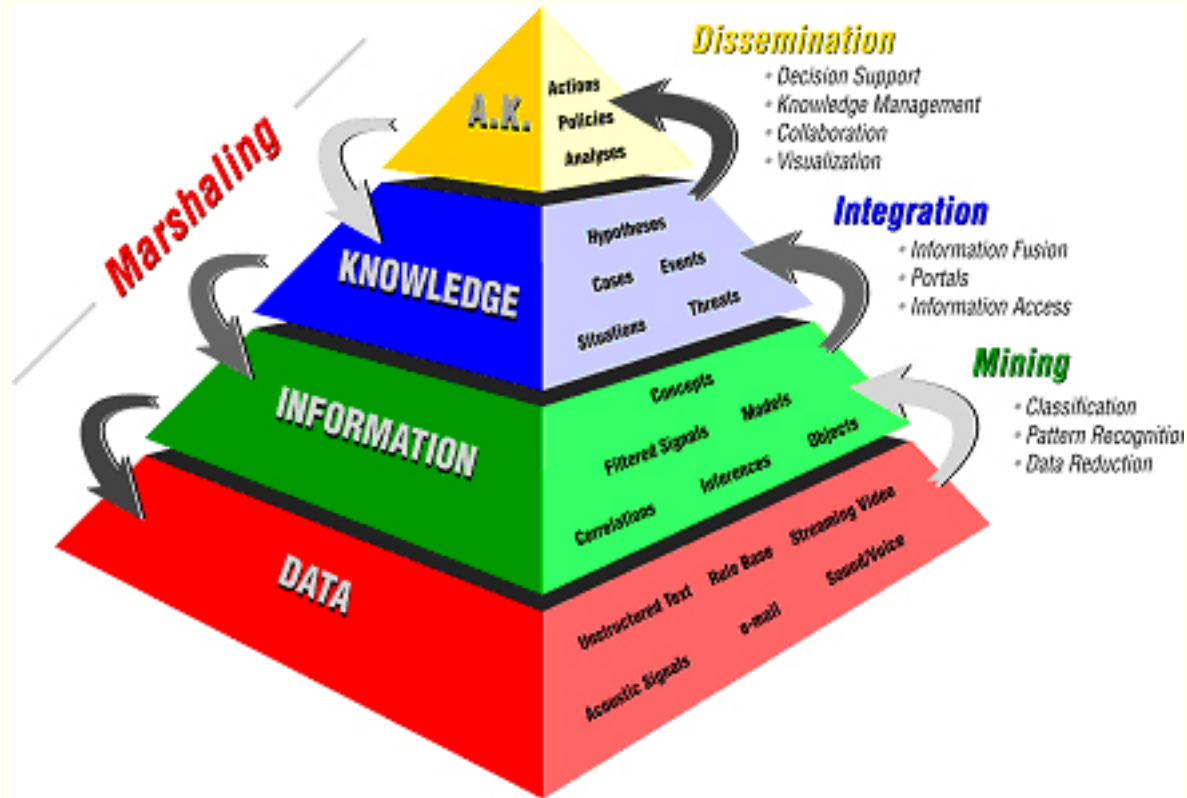 Marshaling
A.K.
Actions
Policies
Analyses
Dissemination
• Decision Support
• Knowledge Management
• Collaboration
• Visualization
KNOWLEDGE
Hypotheses
Cases Events
Situations Threats
Integration
• Information Fusion
• Portals
• Information Access
INFORMATION
Concepts
Filtered Signals Models
Correlations Inferences Objects
Mining
• Classification
• Pattern Recognition
• Data Reduction
DATA
Unstructured Text Rule Base Streaming Video
Acoustic Signals e-mail Sound/Voice